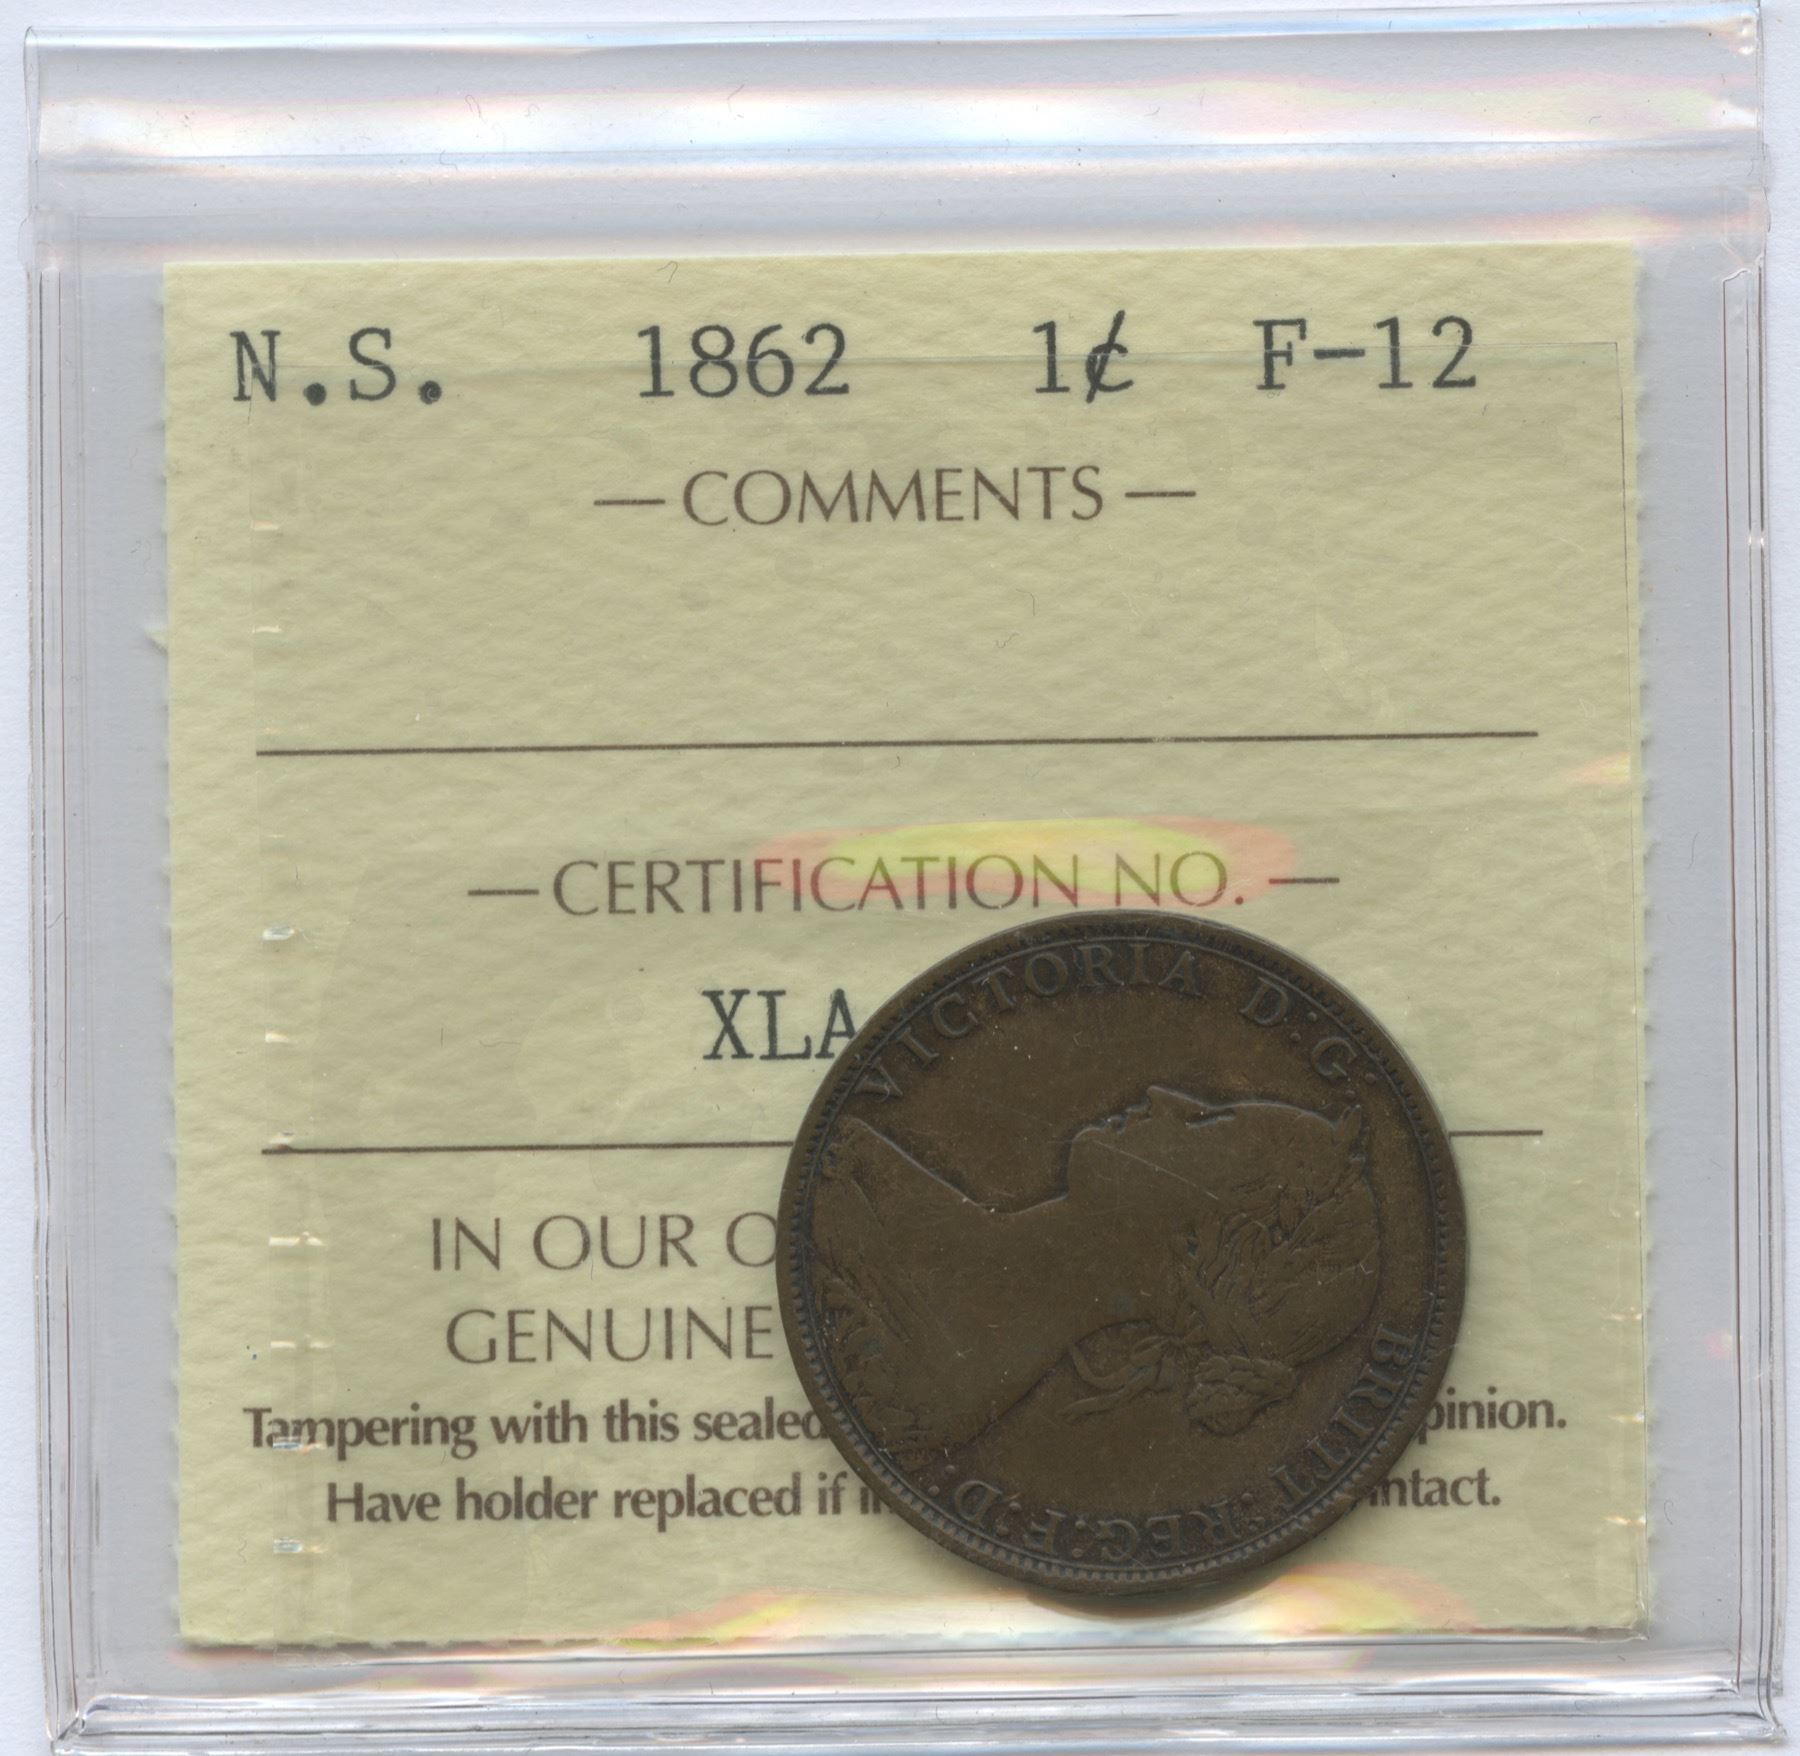 N.S. 1862 1¢ F-12
— COMMENTS —
— CERTIFICATION NO. —
XLA
IN OUR O
GENUINE
Tampering with this sealed pinion.
Have holder replaced if in ntact.
VICTORIA D:G: BRITT:REG:F:D: